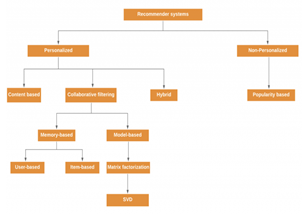 Recommender systems
Personalized
Non-Personalized
Content based
Collaborative filtering
Hybrid
Popularity based
Memory-based
Model-based
User-based
Item-based
Matrix factorization
SVD